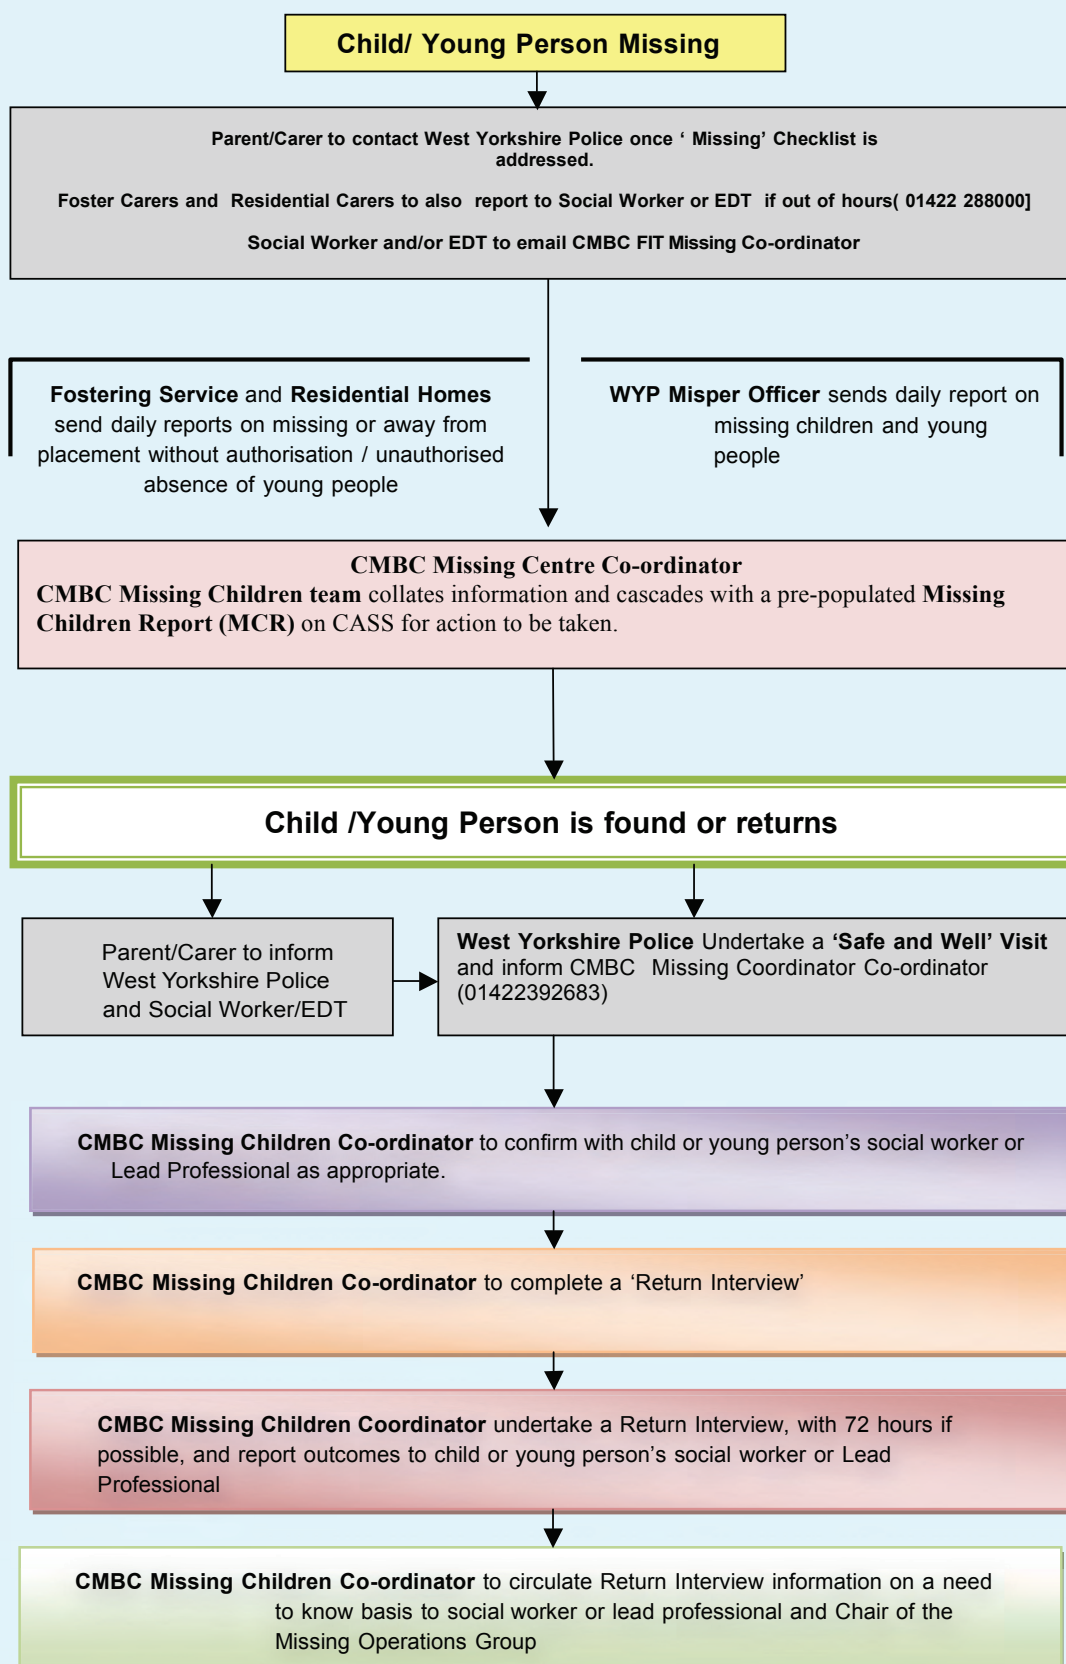 Child/ Young Person Missing
Parent/Carer to contact West Yorkshire Police once ‘ Missing’ Checklist is
addressed.
Foster Carers and Residential Carers to also report to Social Worker or EDT if out of hours( 01422 288000]
Social Worker and/or EDT to email CMBC FIT Missing Co-ordinator
Fostering Service and Residential Homes
send daily reports on missing or away from
placement without authorisation / unauthorised
absence of young people
WYP Misper Officer sends daily report on
missing children and young
people
CMBC Missing Centre Co-ordinator
CMBC Missing Children team collates information and cascades with a pre-populated Missing
Children Report (MCR) on CASS for action to be taken.
Child /Young Person is found or returns
Parent/Carer to inform
West Yorkshire Police
and Social Worker/EDT
West Yorkshire Police Undertake a ‘Safe and Well’ Visit
and inform CMBC Missing Coordinator Co-ordinator
(01422392683)
CMBC Missing Children Co-ordinator to confirm with child or young person’s social worker or
Lead Professional as appropriate.
CMBC Missing Children Co-ordinator to complete a ‘Return Interview’
CMBC Missing Children Coordinator undertake a Return Interview, with 72 hours if
possible, and report outcomes to child or young person’s social worker or Lead
Professional
CMBC Missing Children Co-ordinator to circulate Return Interview information on a need
to know basis to social worker or lead professional and Chair of the
Missing Operations Group